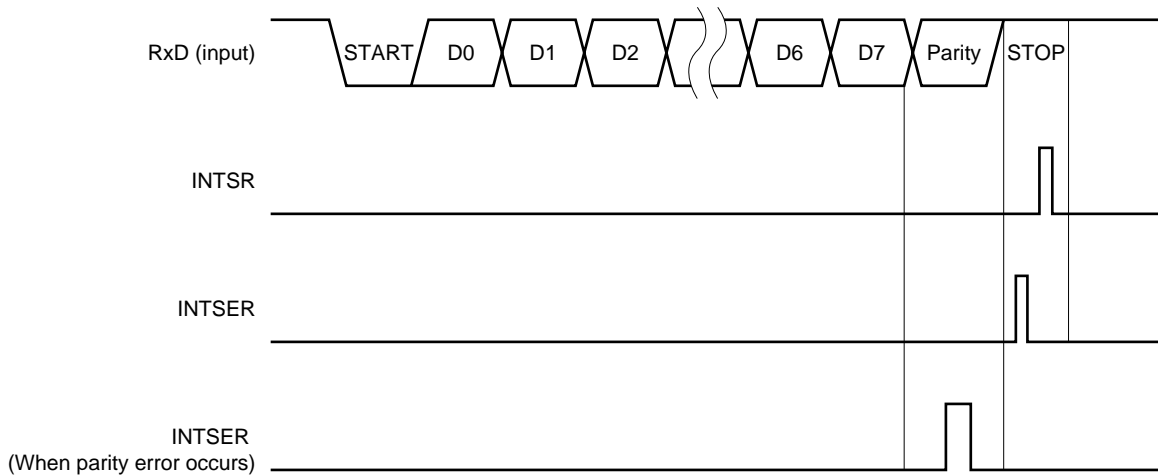 RxD (input) START D0 D1 D2 D6 D7 Parity STOP
INTSR
INTSER
INTSER
(When parity error occurs)